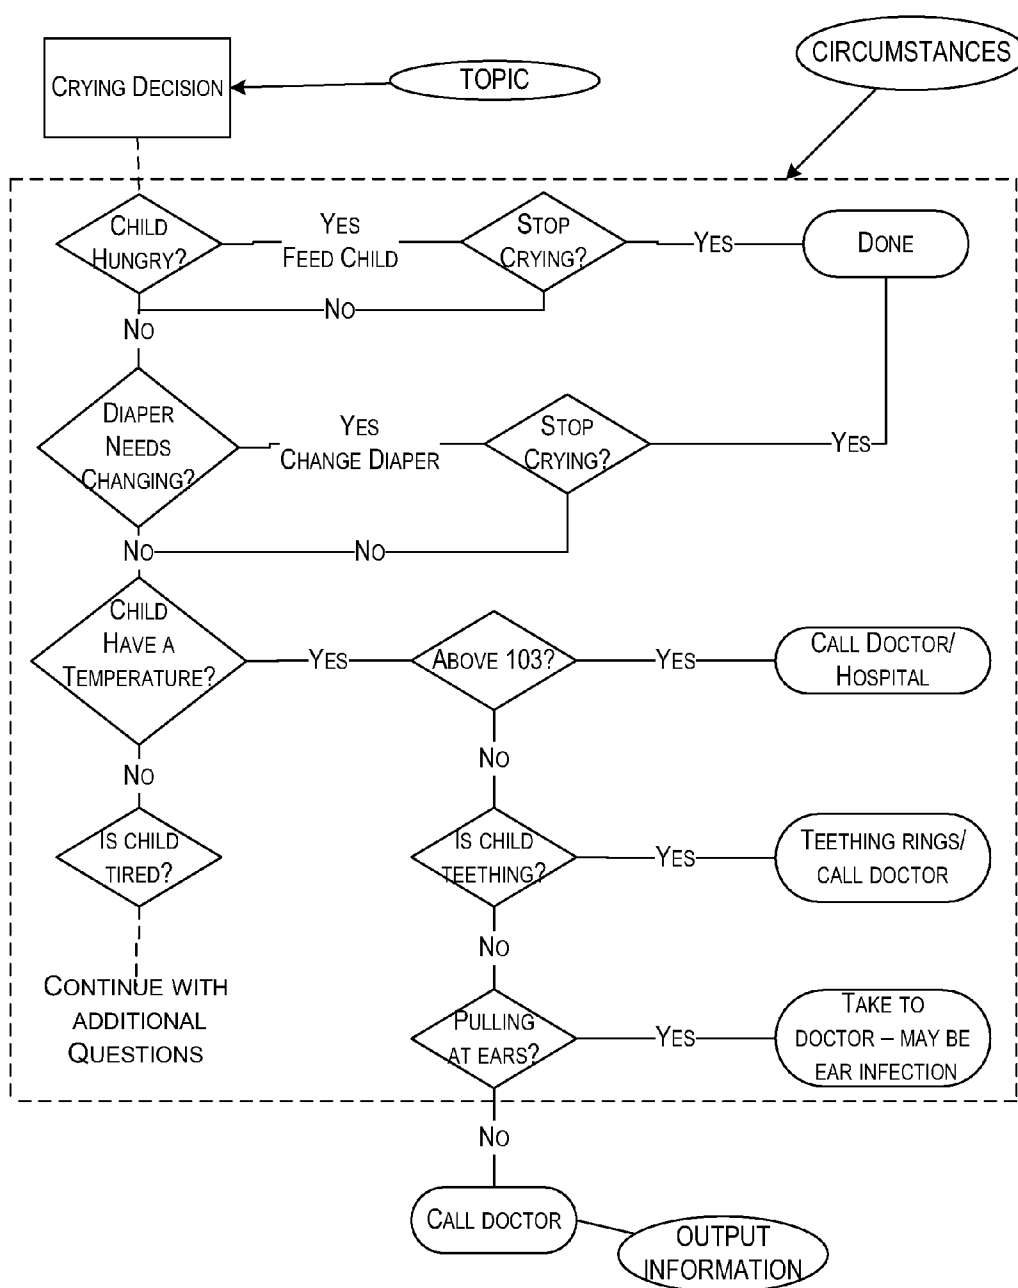 CRYING DECISION
TOPIC
CIRCUMSTANCES
CHILD
HUNGRY?
YES
FEED CHILD
STOP
CRYING?
YES
DONE
NO
NO
DIAPER
NEEDS
CHANGING?
YES
CHANGE DIAPER
STOP
CRYING?
YES
NO
NO
CHILD
HAVE A
TEMPERATURE?
YES
ABOVE 103?
YES
CALL DOCTOR/
HOSPITAL
NO
NO
IS CHILD
TIRED?
IS CHILD
TEETHING?
YES
TEETHING RINGS/
CALL DOCTOR
NO
CONTINUE WITH
ADDITIONAL
QUESTIONS
PULLING
AT EARS?
YES
TAKE TO
DOCTOR – MAY BE
EAR INFECTION
NO
CALL DOCTOR
OUTPUT
INFORMATION